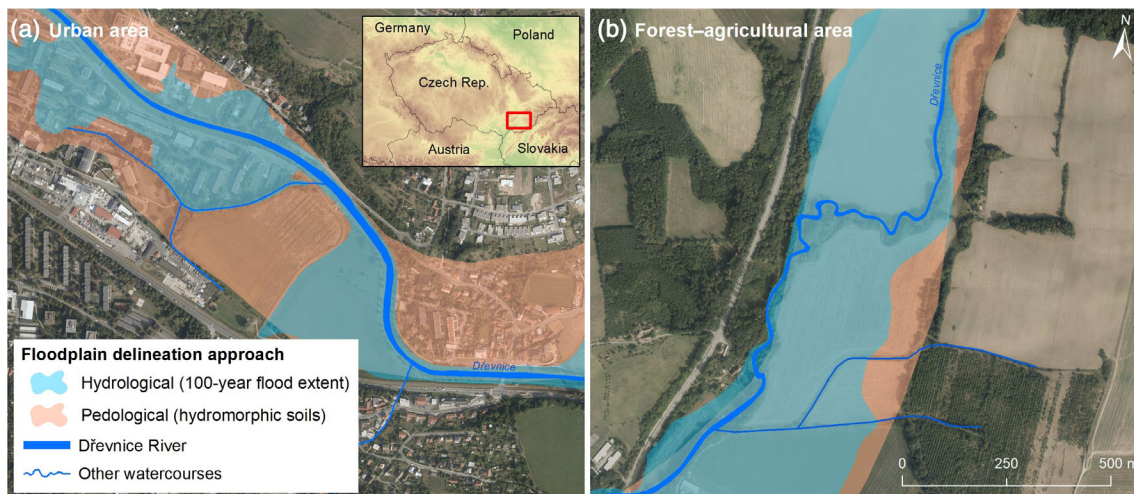 (a) Urban area
Germany
Poland
Czech Rep.
Austria
Slovakia
Dřevnice
Floodplain delineation approach
Hydrological (100-year flood extent)
Pedological (hydromorphic soils)
Dřevnice River
Other watercourses
(b) Forest–agricultural area
N
Dřevnice
0 250 500 m